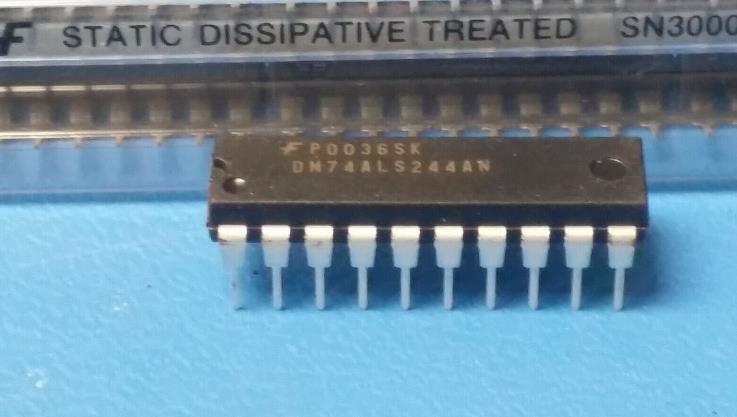 STATIC DISSIPATIVE TREATED SN3000
P0036SK
DM74ALS244AN